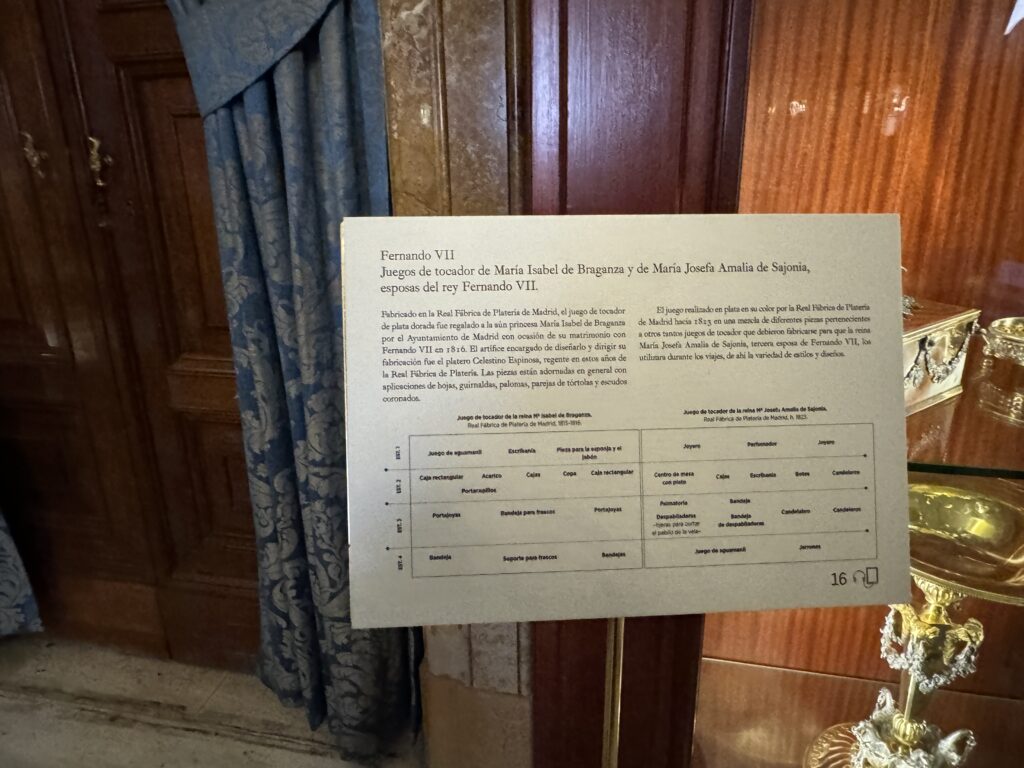 Fernando VII
Juegos de tocador de María Isabel de Braganza y de María Josefa Amalia de Sajonia,
esposas del rey Fernando VII.
Fabricado en la Real Fábrica de Platería de Madrid, el juego de tocador
de plata dorada fue regalado a la aún princesa María Isabel de Braganza
por el Ayuntamiento de Madrid con ocasión de su matrimonio con
Fernando VII en 1816. El artífice encargado de diseñarlo y dirigir su
fabricación fue el platero Celestino Espinosa, regente en estos años de
la Real Fábrica de Platería. Las piezas están adornadas en general con
aplicaciones de hojas, guirnaldas, palomas, parejas de tórtolas y escudos
coronados.
El juego realizado en plata en su color por la Real Fábrica de Platería
de Madrid hacia 1823 en una mezcla de diferentes piezas pertenecientes
a otros tantos juegos de tocador que debieron fabricarse para que la reina
María Josefa Amalia de Sajonia, tercera esposa de Fernando VII, los
utilizara durante los viajes, de ahí la variedad de estilos y diseños.
Juego de tocador de la reina Mª Isabel de Braganza.
Real Fábrica de Platería de Madrid, 1815-1816.
EST. 1
Juego de aguamanil Escribanía Pieza para la esponja y el
jabón
EST. 2
Caja rectangular Acerico Cajas Copa Caja rectangular
Portacepillos
EST. 3
Portajoyas Bandeja para frascos Portajoyas
EST. 4
Bandeja Soporte para frascos Bandejas
Juego de tocador de la reina Mª Josefa Amalia de Sajonia.
Real Fábrica de Platería de Madrid, h. 1823.
Joyero Perfumador Joyero
Centro de mesa
con plato
Cajas Escribanía Botes Candeleros
Palmatoria Bandeja
Despabiladeras
-tijeras para cortar
el pabilo de la vela-
Bandeja
de despabiladeras
Candelero Candeleros
Juego de aguamanil Jarrones
16